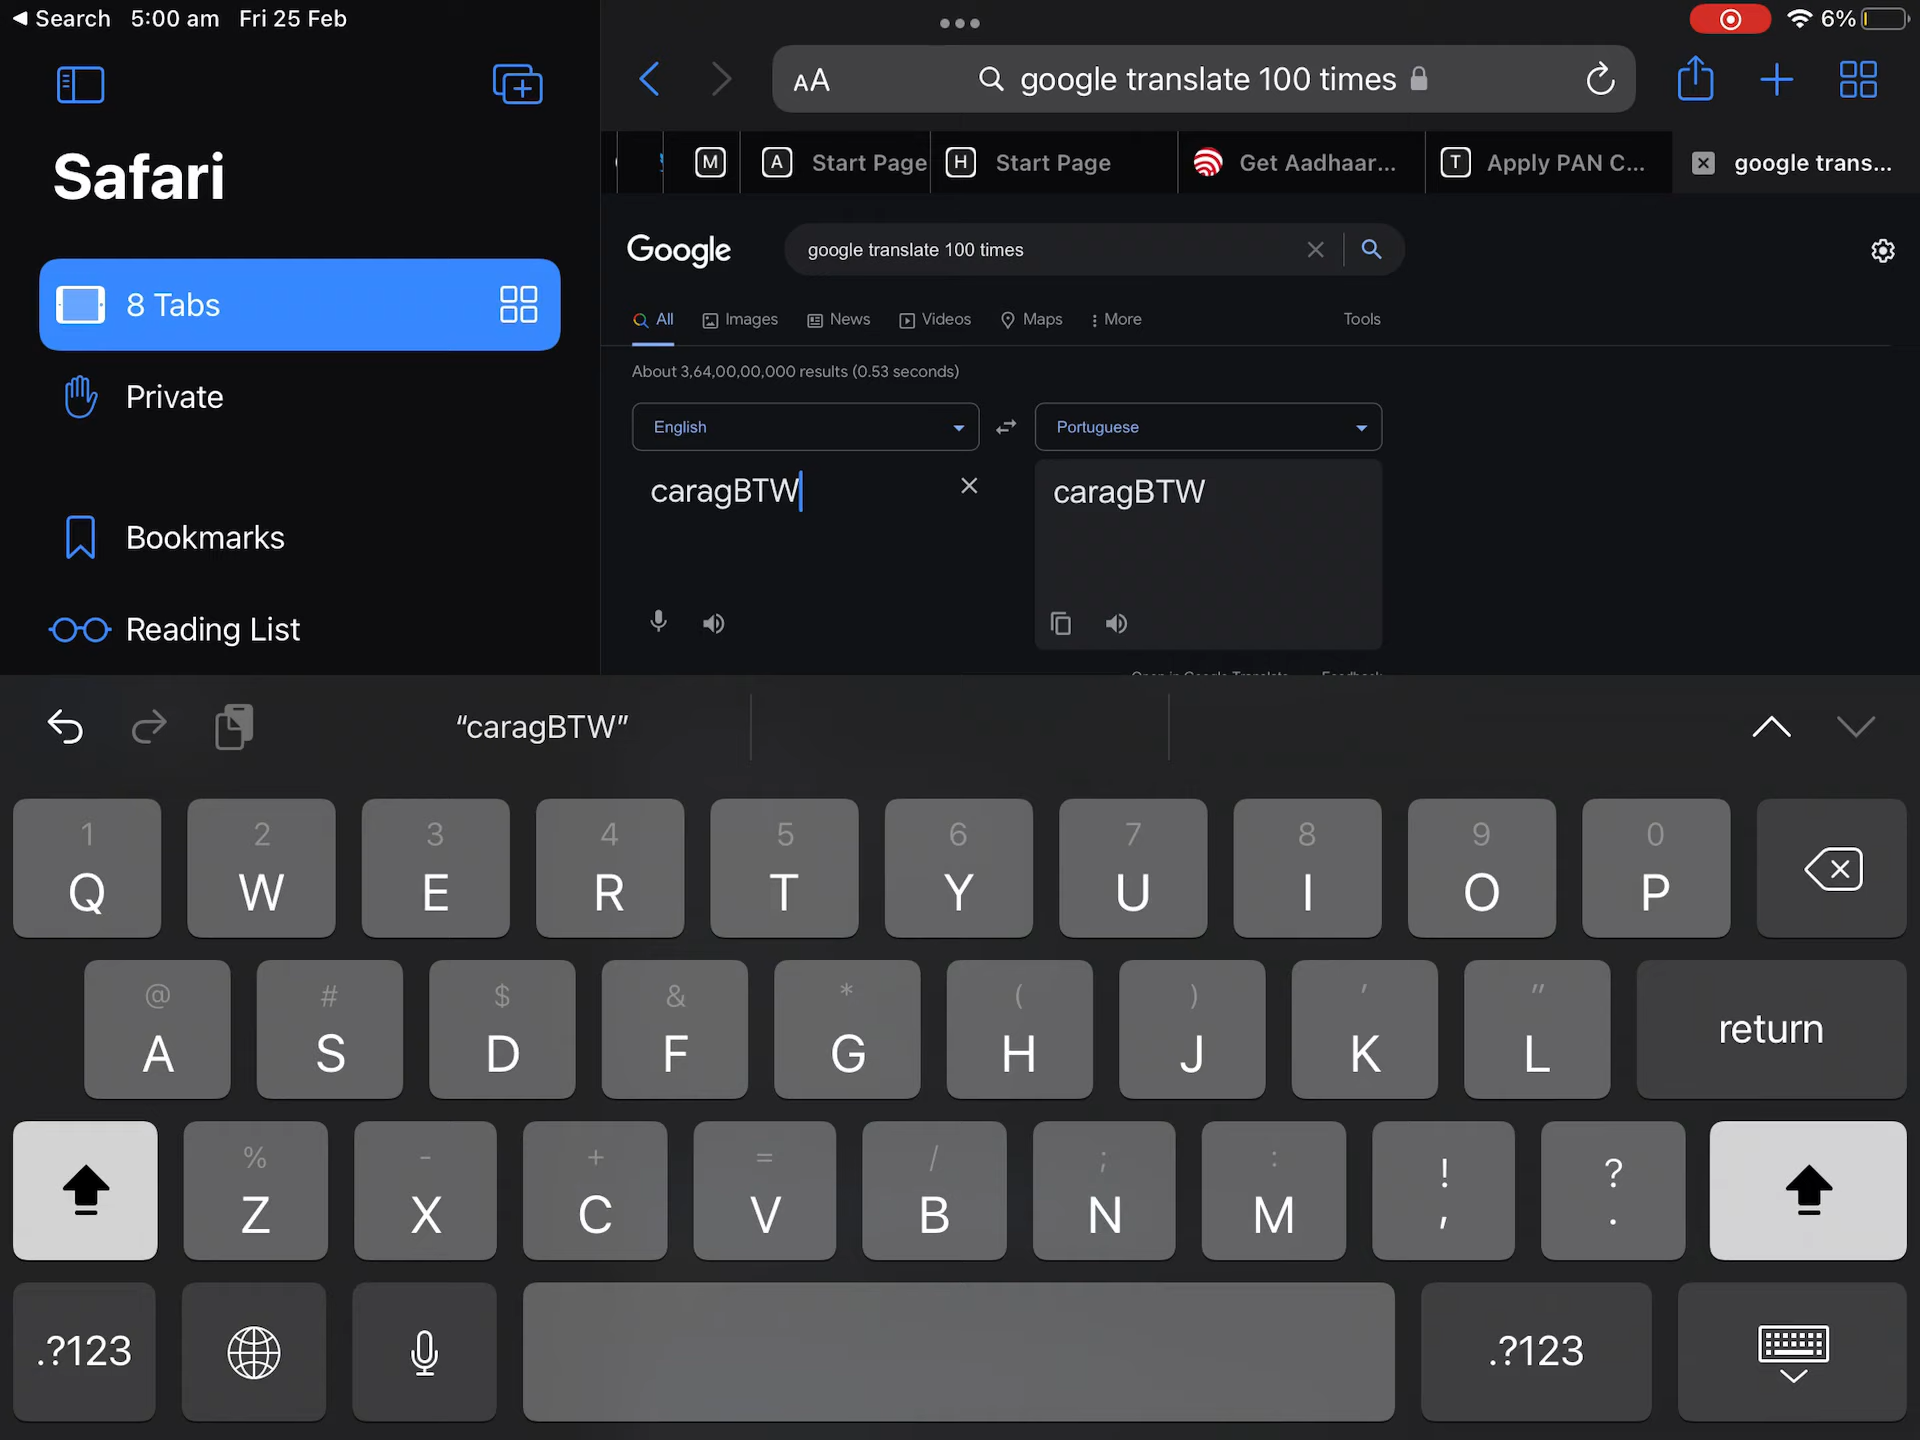 Search 5:00 am Fri 25 Feb
6%
AA google translate 100 times
Safari
M
A Start Page
H Start Page
Get Aadhaar...
T Apply PAN C...
google trans...
Google google translate 100 times
8 Tabs
Private
Bookmarks
Reading List
All Images News Videos Maps More Tools
About 3,64,00,00,000 results (0.53 seconds)
English Portuguese
caragBTW caragBTW
“caragBTW”
1 2 3 4 5 6 7 8 9 0
Q W E R T Y U I O P
@ # $ & * ( ) ' "
A S D F G H J K L return
% - + = / ; : ! ?
Z X C V B N M , .
.?123 .?123